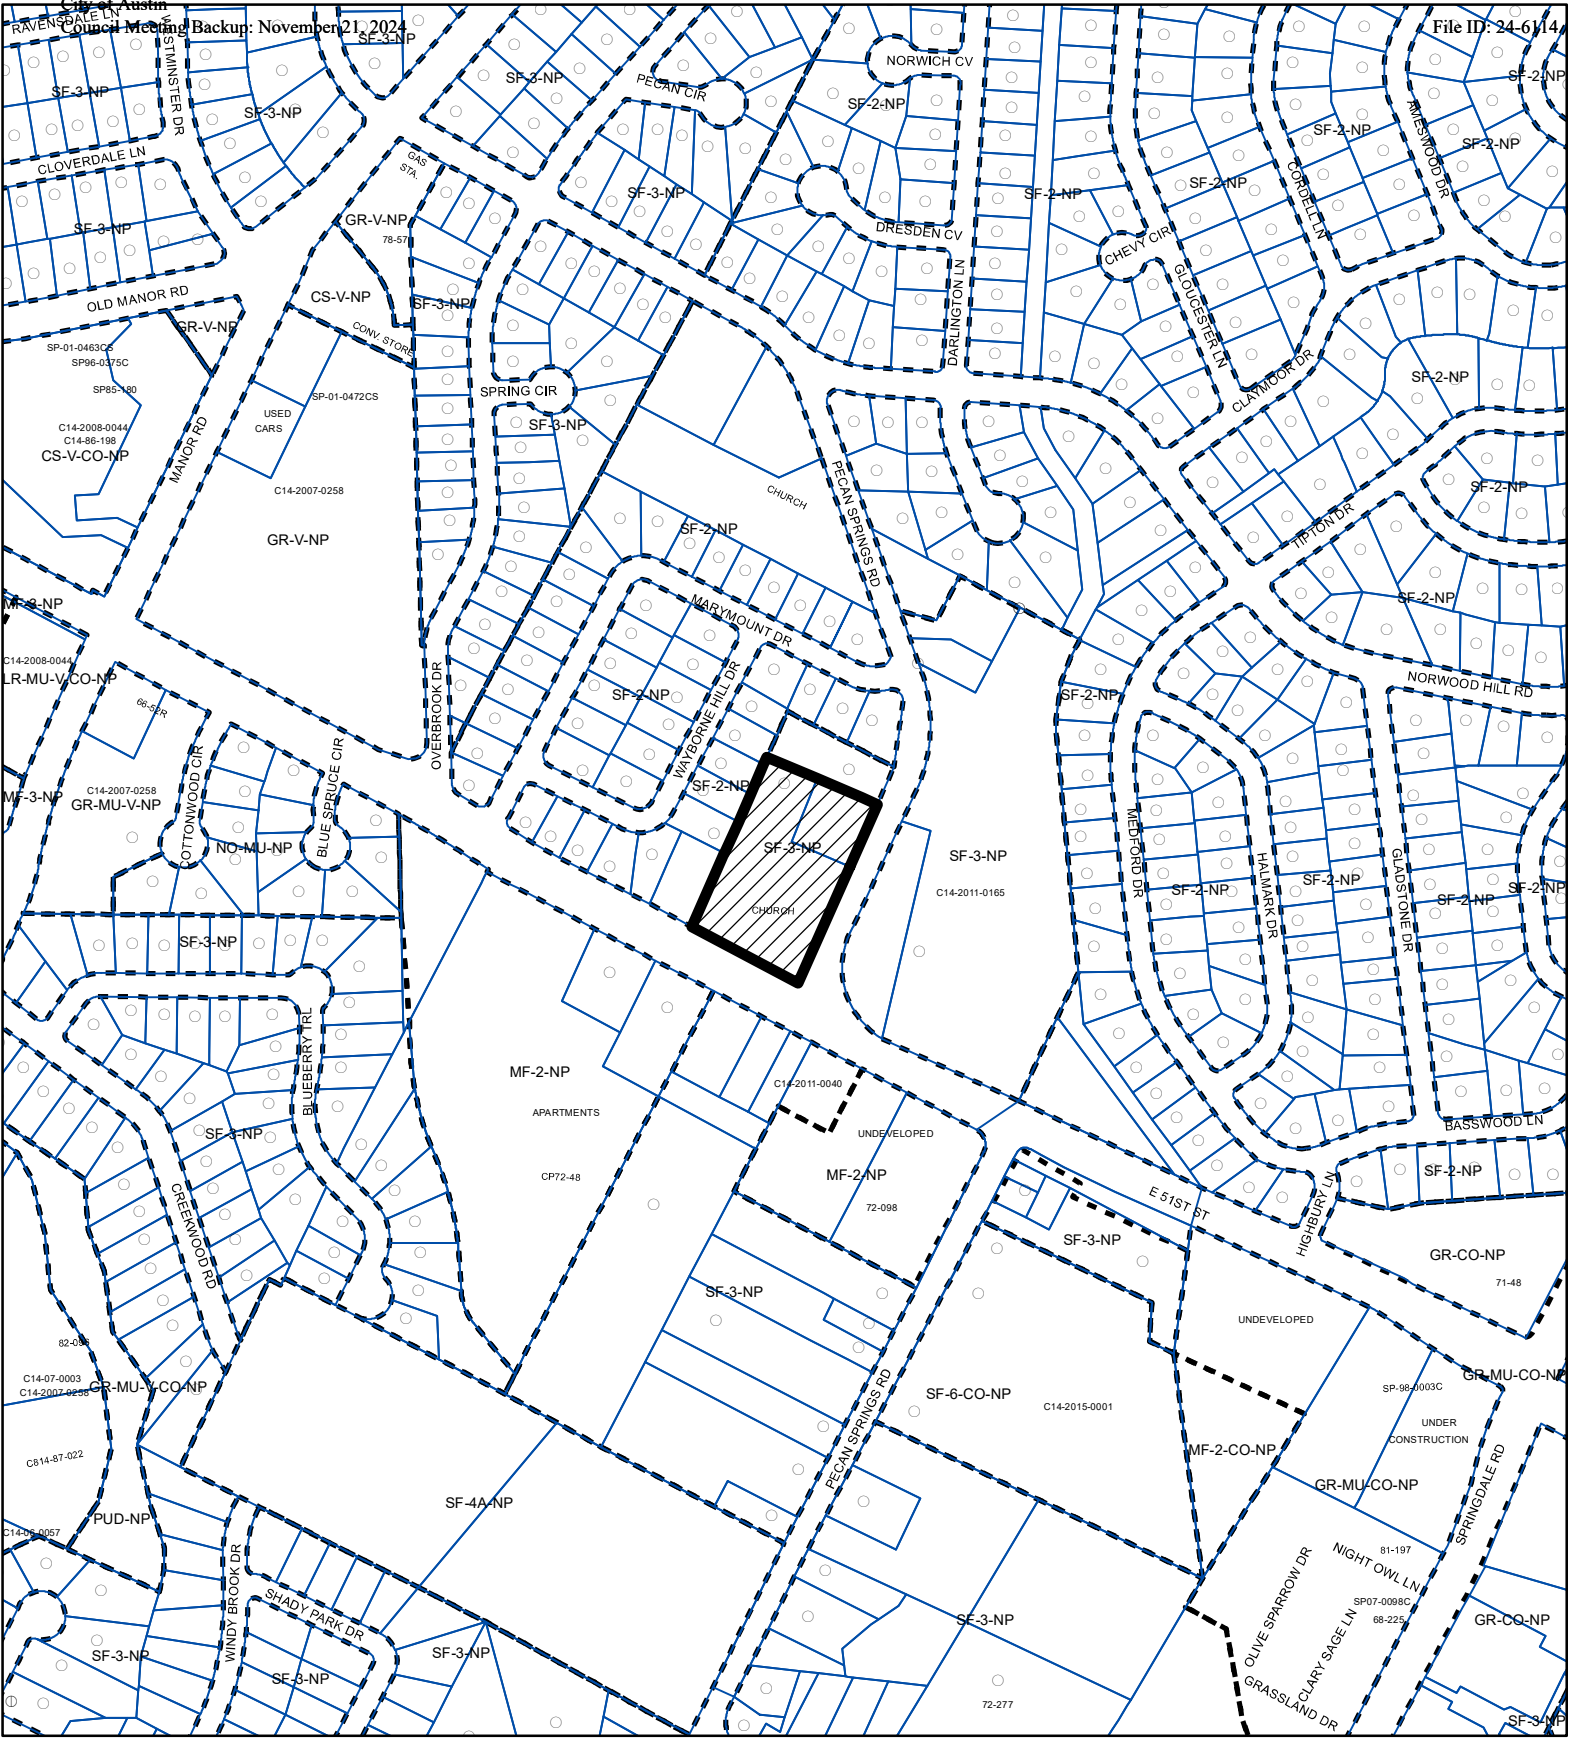 City of Austin
Council Meeting Backup: November 21, 2024
File ID: 24-6114
RAVENSDALE LN
SF-3-NP
NORWICH CV
SF-3-NP
SF-2-NP
PECAN CIR
SF-3-NP
SF-2-NP
SF-3-NP
AMESWOOD DR
SF-2-NP
SF-2-NP
CLOVERDALE LN
GAS
STA.
SF-3-NP
SF-2-NP
SF-2-NP
CORDELL LN
GR-V-NP
SF-3-NP
78-57
DRESDEN CV
CHEVY CIR
OLD MANOR RD
CS-V-NP
SF-3-NP
DARLINGTON LN
GLOUCESTER LN
GR-V-NP
CONV. STORE
SP-01-0463CS
SP96-0375C
SP85-180
SPRING CIR
SP-01-0472CS
CLAYMOOR DR
SF-2-NP
USED
CARS
C14-2008-0044
C14-86-198
CS-V-CO-NP
SF-3-NP
MANOR RD
C14-2007-0258
CHURCH
PECAN SPRINGS RD
SF-2-NP
GR-V-NP
SF-2-NP
TIPTON DR
MF-3-NP
MARYMOUNT DR
SF-2-NP
C14-2008-0044
LR-MU-V-CO-NP
66-52R
OVERBROOK DR
SF-2-NP
WAYBORNE HILL DR
SF-2-NP
NORWOOD HILL RD
COTTONWOOD CIR
BLUE SPRUCE CIR
MF-3-NP
C14-2007-0258
GR-MU-V-NP
SF-2-NP
NO-MU-NP
SF-3-NP
SF-3-NP
MEDFORD DR
HALMARK DR
GLADSTONE DR
C14-2011-0165
SF-2-NP
SF-2-NP
SF-2-NP
SF-2-NP
CHURCH
SF-3-NP
BLUEBERRY TRL
MF-2-NP
C14-2011-0040
APARTMENTS
UNDEVELOPED
BASSWOOD LN
SF-3-NP
CP72-48
MF-2-NP
SF-2-NP
72-098
E 51ST ST
CREEKWOOD RD
HIGHBURY LN
SF-3-NP
GR-CO-NP
71-48
SF-3-NP
UNDEVELOPED
C14-07-0003
C14-2007-0258
GR-MU-V-CO-NP
GR-MU-CO-NP
SP-98-0003C
SF-6-CO-NP
C14-2015-0001
UNDER
CONSTRUCTION
PECAN SPRINGS RD
MF-2-CO-NP
C814-87-022
GR-MU-CO-NP
SPRINGDALE RD
SF-4A-NP
PUD-NP
81-197
NIGHT OWL LN
WINDY BROOK DR
SHADY PARK DR
OLIVE SPARROW DR
SP07-0098C
68-225
CLARY SAGE LN
SF-3-NP
GR-CO-NP
SF-3-NP
SF-3-NP
SF-3-NP
GRASSLAND DR
72-277
SF-3-NP